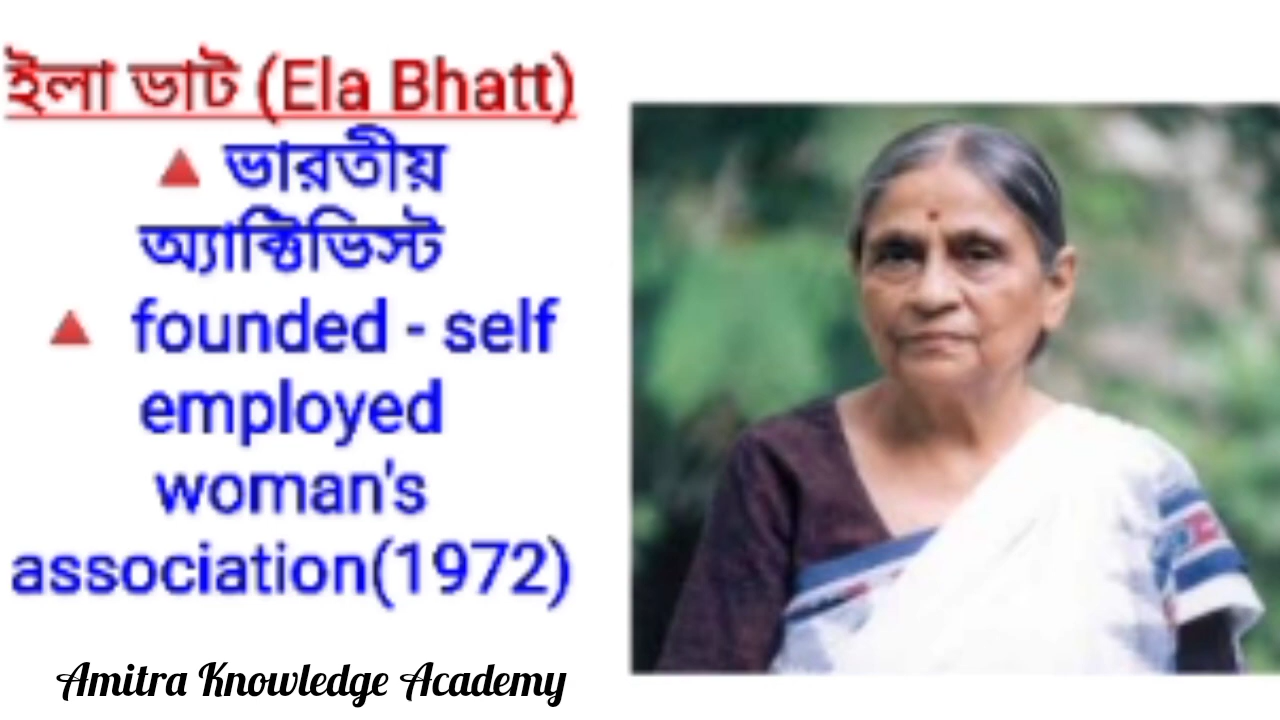 ইলা ভাট (Ela Bhatt)
🔺ভারতীয়
অ্যাক্টিভিস্ট
🔺 founded - self
employed
woman's
association(1972)
Amitra Knowledge Academy